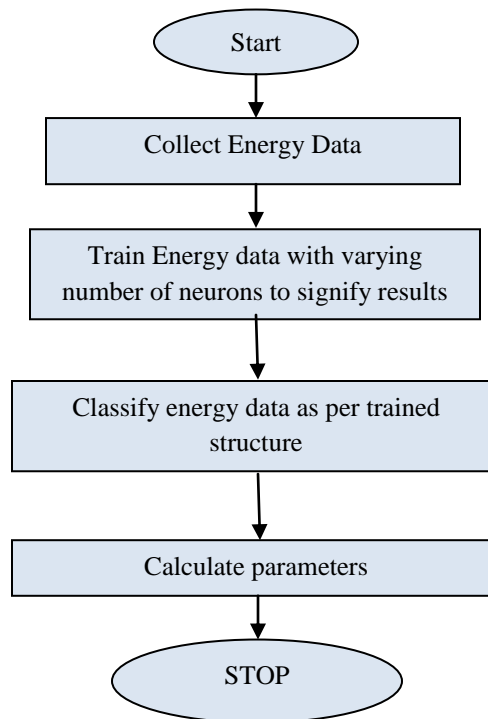 Start
Collect Energy Data
Train Energy data with varying
number of neurons to signify results
Classify energy data as per trained
structure
Calculate parameters
STOP